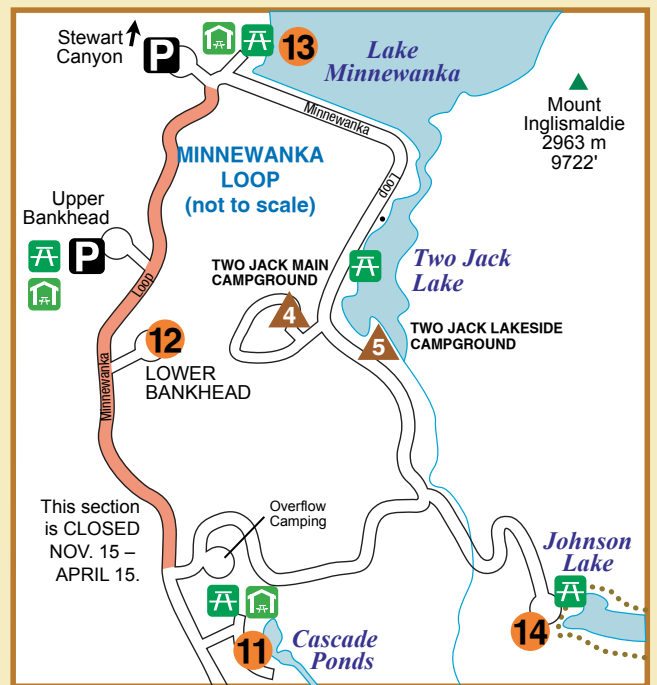 Stewart
Canyon
P
13
Lake
Minnewanka
Mount
Inglismaldie
2963 m
9722'
Minnewanka
Loop
MINNEWANKA
LOOP
(not to scale)
Upper
Bankhead
P
Loop
Minnewanka
TWO JACK MAIN
CAMPGROUND
4
Two Jack
Lake
5
TWO JACK LAKESIDE
CAMPGROUND
12
LOWER
BANKHEAD
This section
is CLOSED
NOV. 15 –
APRIL 15.
Overflow
Camping
11
Cascade
Ponds
Johnson
Lake
14